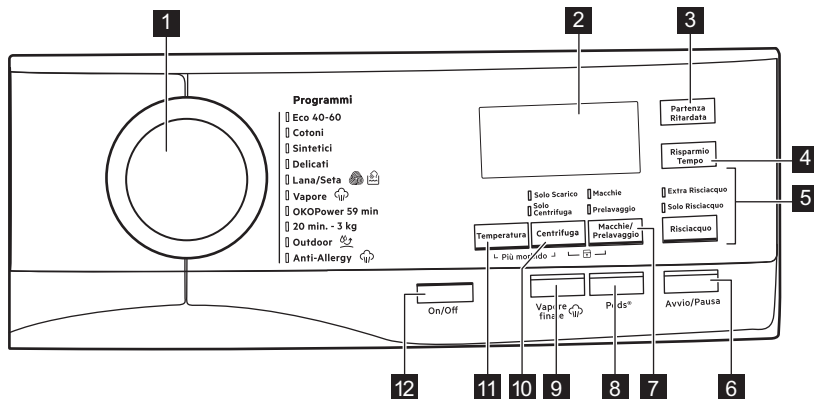 1
2
3
Programmi
Eco 40-60
Cotoni
Sintetici
Delicati
Lana/Seta
Vapore
OKOPower 59 min
20 min. - 3 kg
Outdoor
Anti-Allergy
Partenza
Ritardata
Risparmio
Tempo
4
5
Solo Scarico
Macchie
Solo
Centrifuga
Prelavaggio
Extra Risciacquo
Solo Risciacquo
Temperatura
Centrifuga
Macchie/
Prelavaggio
Risciacquo
Più morbido
On/Off
Vapore
finale
Pods®
Avvio/Pausa
12
11
10
9
8
7
6